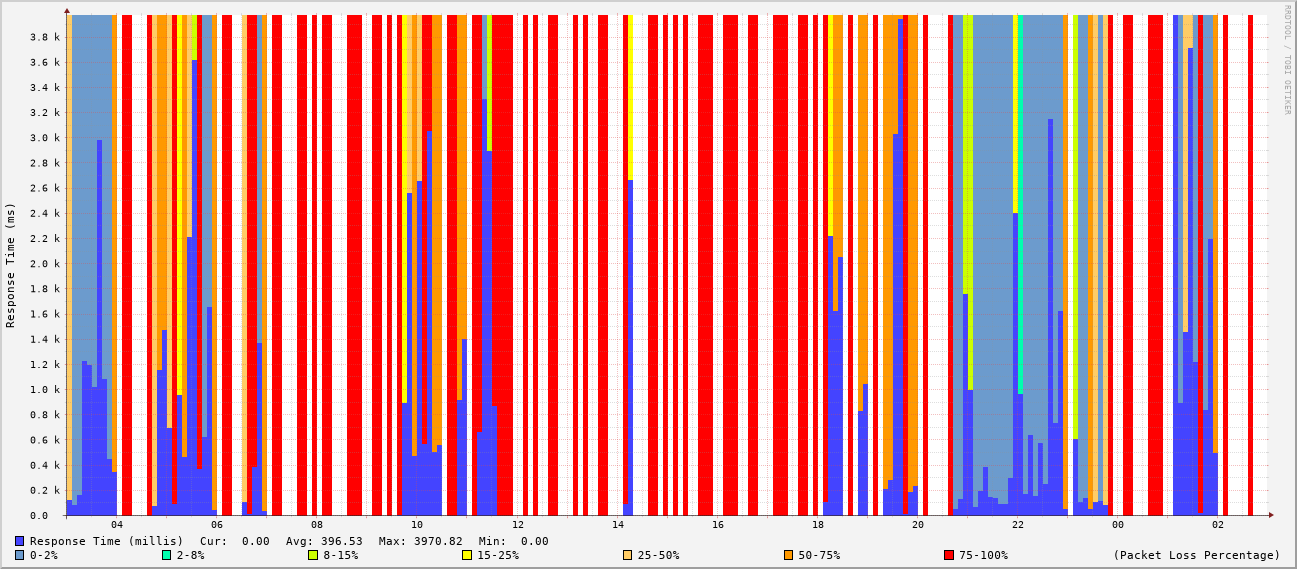 RRDTOOL / TOBI OETIKER
Response Time (ms)
3.8 k
3.6 k
3.4 k
3.2 k
3.0 k
2.8 k
2.6 k
2.4 k
2.2 k
2.0 k
1.8 k
1.6 k
1.4 k
1.2 k
1.0 k
0.8 k
0.6 k
0.4 k
0.2 k
0.0
04 06 08 10 12 14 16 18 20 22 00 02
Response Time (millis) Cur: 0.00 Avg: 396.53 Max: 3970.82 Min: 0.00
0-2% 2-8% 8-15% 15-25% 25-50% 50-75% 75-100% (Packet Loss Percentage)